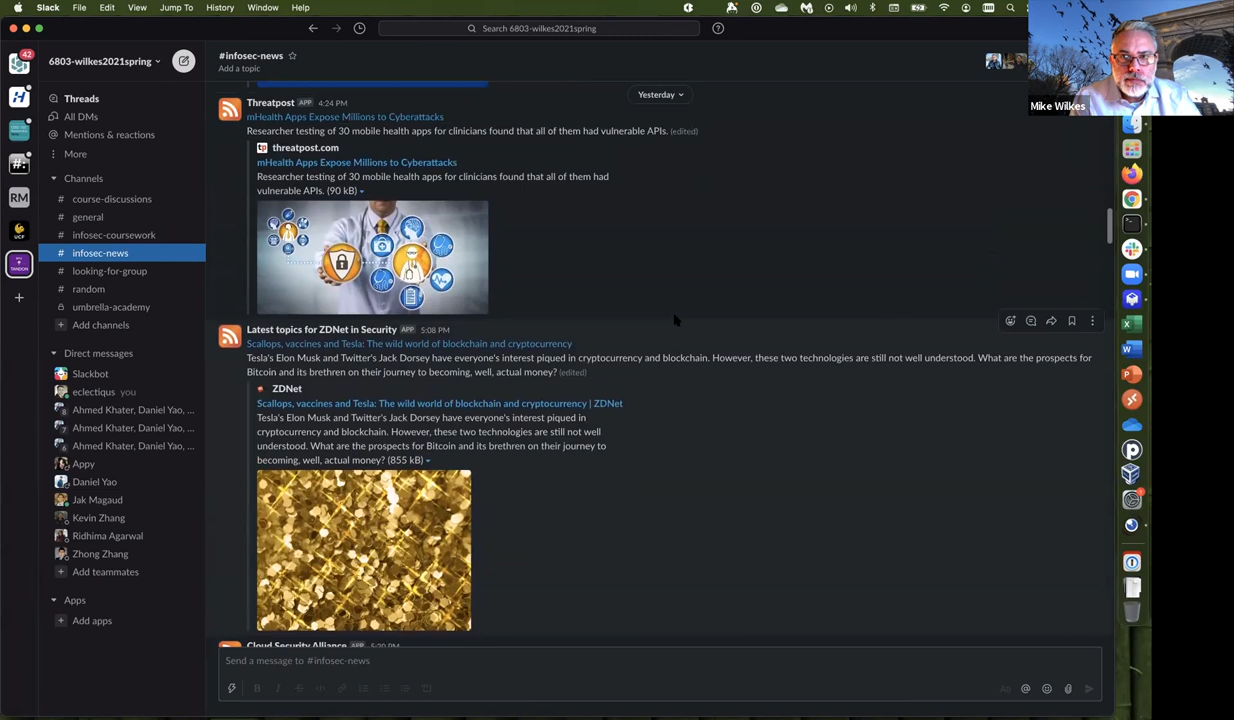 Slack File Edit View Jump To History Window Help
Search 6803-wilkes2021spring
42
6803-wilkes2021spring
#infosec-news
Add a topic
Mike Wilkes
Threads
All DMs
Mentions & reactions
More
Channels
# course-discussions
# general
# infosec-coursework
# infosec-news
# looking-for-group
# random
umbrella-academy
+ Add channels
Direct messages
Slackbot
eclectiqus you
8 Ahmed Khater, Daniel Yao, ...
7 Ahmed Khater, Daniel Yao, ...
6 Ahmed Khater, Daniel Yao, ...
Appy
Daniel Yao
Jak Magaud
Kevin Zhang
Ridhima Agarwal
Zhong Zhang
+ Add teammates
Apps
+ Add apps
H
#:
RM
UCF
TANDON
+
Yesterday
Threatpost APP 4:24 PM
mHealth Apps Expose Millions to Cyberattacks
Researcher testing of 30 mobile health apps for clinicians found that all of them had vulnerable APIs. (edited)
tp threatpost.com
mHealth Apps Expose Millions to Cyberattacks
Researcher testing of 30 mobile health apps for clinicians found that all of them had
vulnerable APIs. (90 kB)
Latest topics for ZDNet in Security APP 5:08 PM
Scallops, vaccines and Tesla: The wild world of blockchain and cryptocurrency
Tesla's Elon Musk and Twitter's Jack Dorsey have everyone's interest piqued in cryptocurrency and blockchain. However, these two technologies are still not well understood. What are the prospects for
Bitcoin and its brethren on their journey to becoming, well, actual money? (edited)
ZDNet
Scallops, vaccines and Tesla: The wild world of blockchain and cryptocurrency | ZDNet
Tesla's Elon Musk and Twitter's Jack Dorsey have everyone's interest piqued in
cryptocurrency and blockchain. However, these two technologies are still not well
understood. What are the prospects for Bitcoin and its brethren on their journey to
becoming, well, actual money? (855 kB)
Cloud Security Alliance APP 5:20 PM
Send a message to #infosec-news
B I S
Aa @